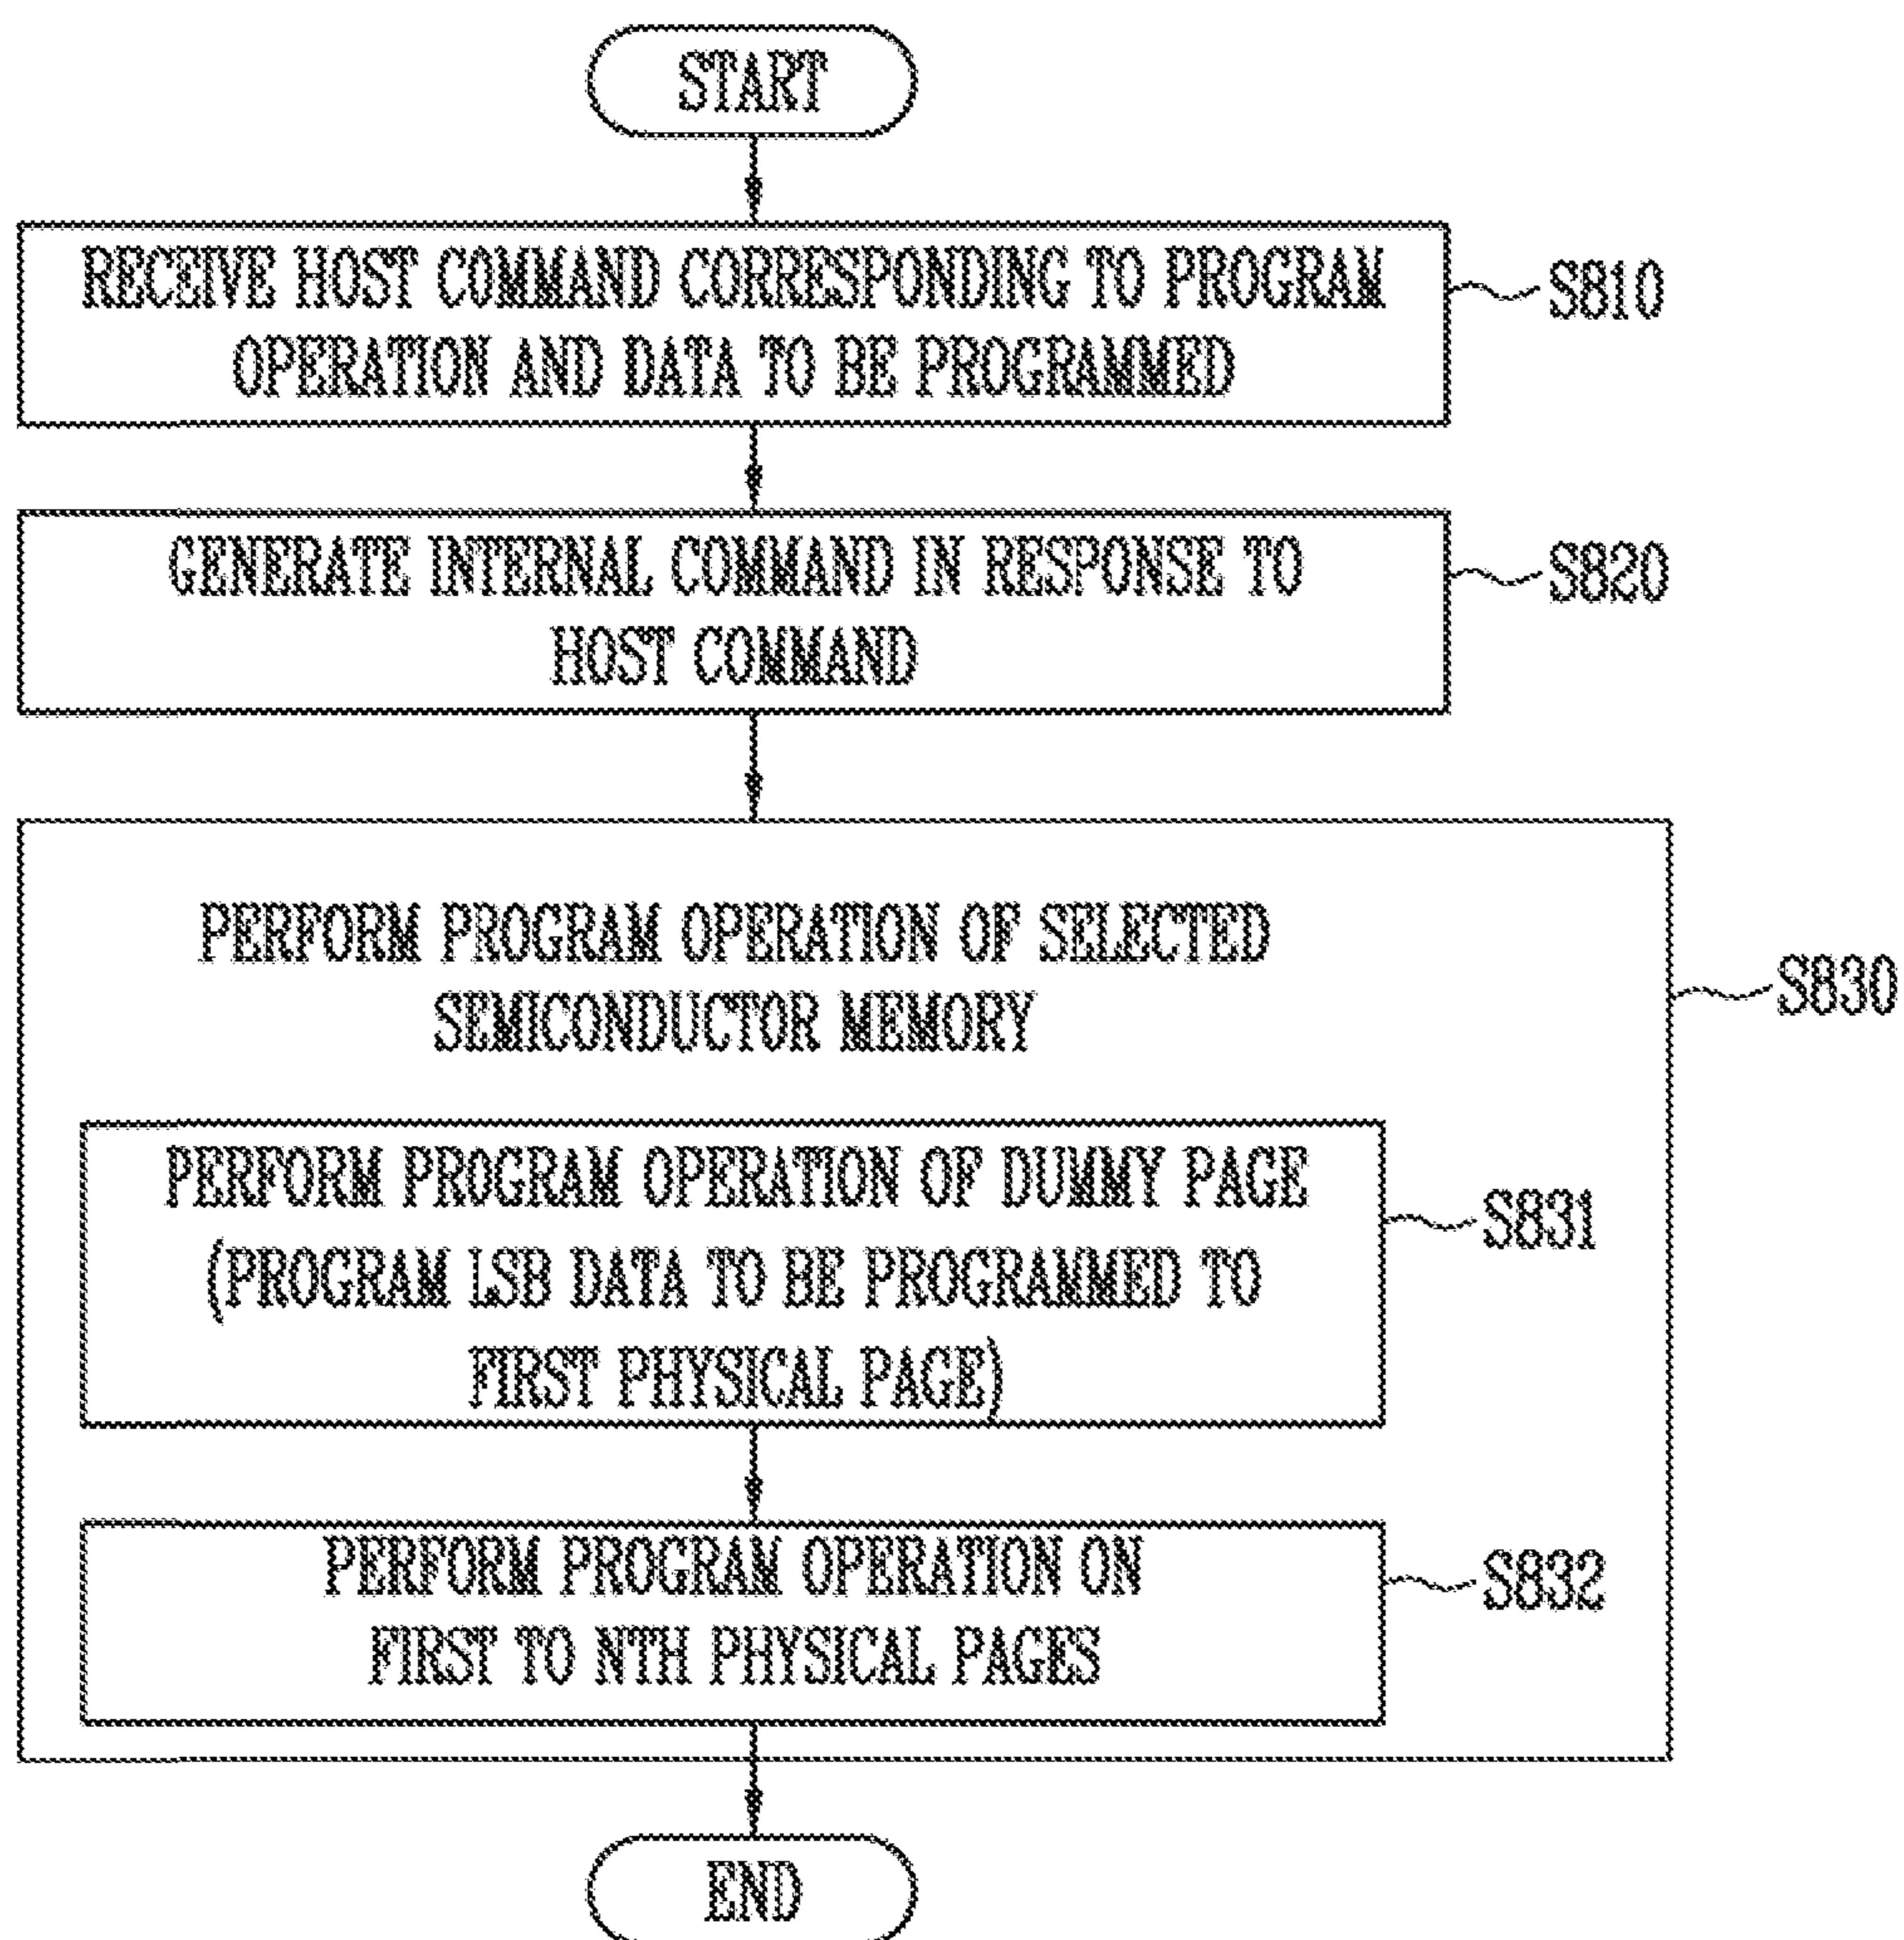 START
RECEIVE HOST COMMAND CORRESPONDING TO PROGRAM
OPERATION AND DATA TO BE PROGRAMMED
S810
GENERATE INTERNAL COMMAND IN RESPONSE TO
HOST COMMAND
S820
PERFORM PROGRAM OPERATION OF SELECTED
SEMICONDUCTOR MEMORY
S830
PERFORM PROGRAM OPERATION OF DUMMY PAGE
(PROGRAM LSB DATA TO BE PROGRAMMED TO
FIRST PHYSICAL PAGE)
S831
PERFORM PROGRAM OPERATION ON
FIRST TO NTH PHYSICAL PAGES
S832
END